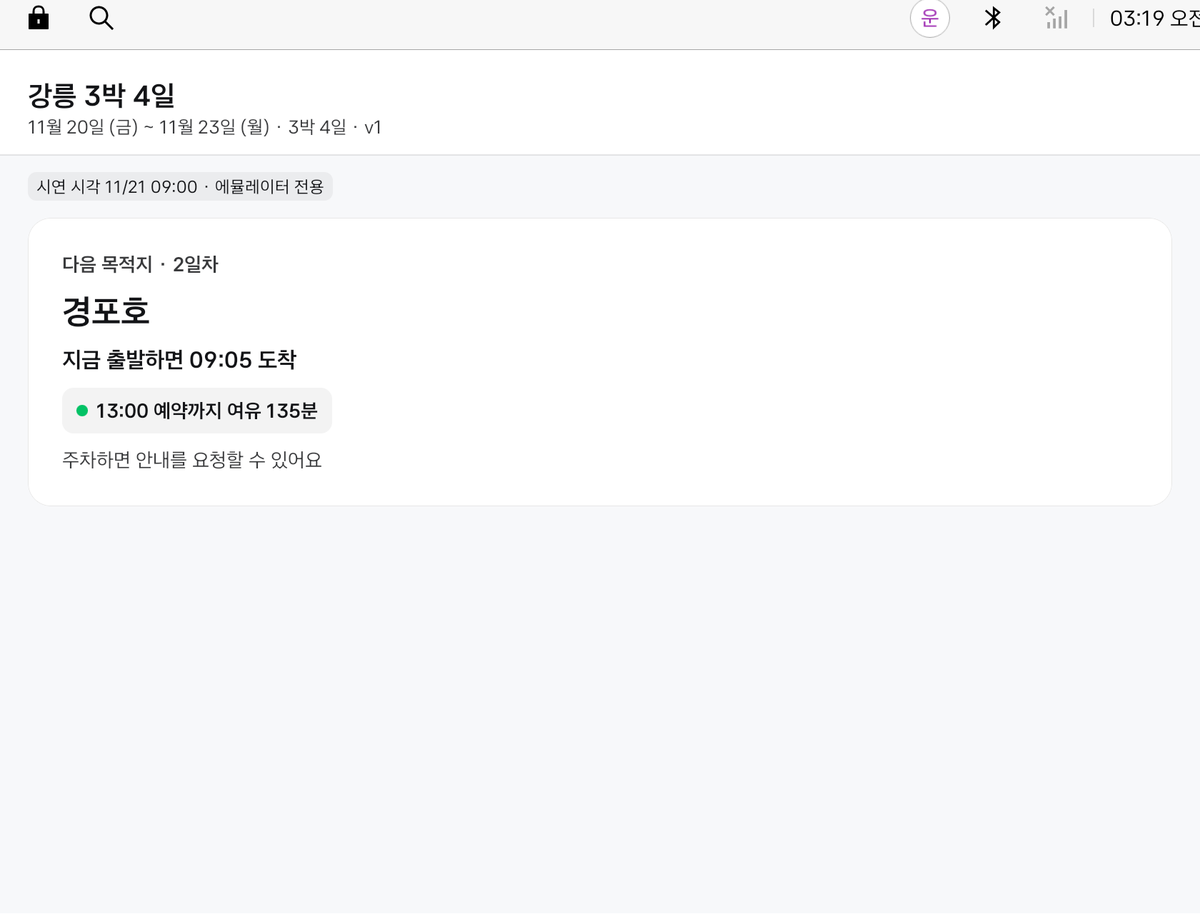 운
03:19 오전
강릉 3박 4일
11월 20일 (금) ~ 11월 23일 (월) · 3박 4일 · v1
시연 시각 11/21 09:00 · 에뮬레이터 전용
다음 목적지 · 2일차
경포호
지금 출발하면 09:05 도착
13:00 예약까지 여유 135분
주차하면 안내를 요청할 수 있어요